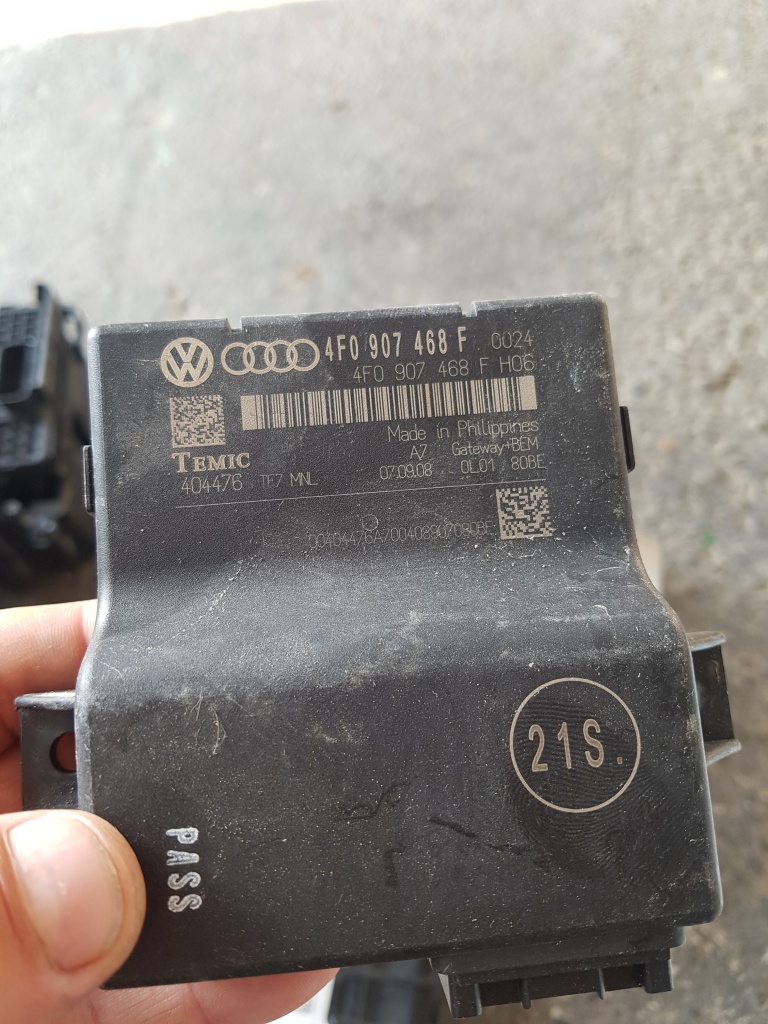 4F0 907 468 F 0024
4F0 907 468 F H06
Made in Philippines
TEMIC A7 Gateway+BEM
404476 TF7 MNL 07.09.08 0L01 80BE
21S.
PASS